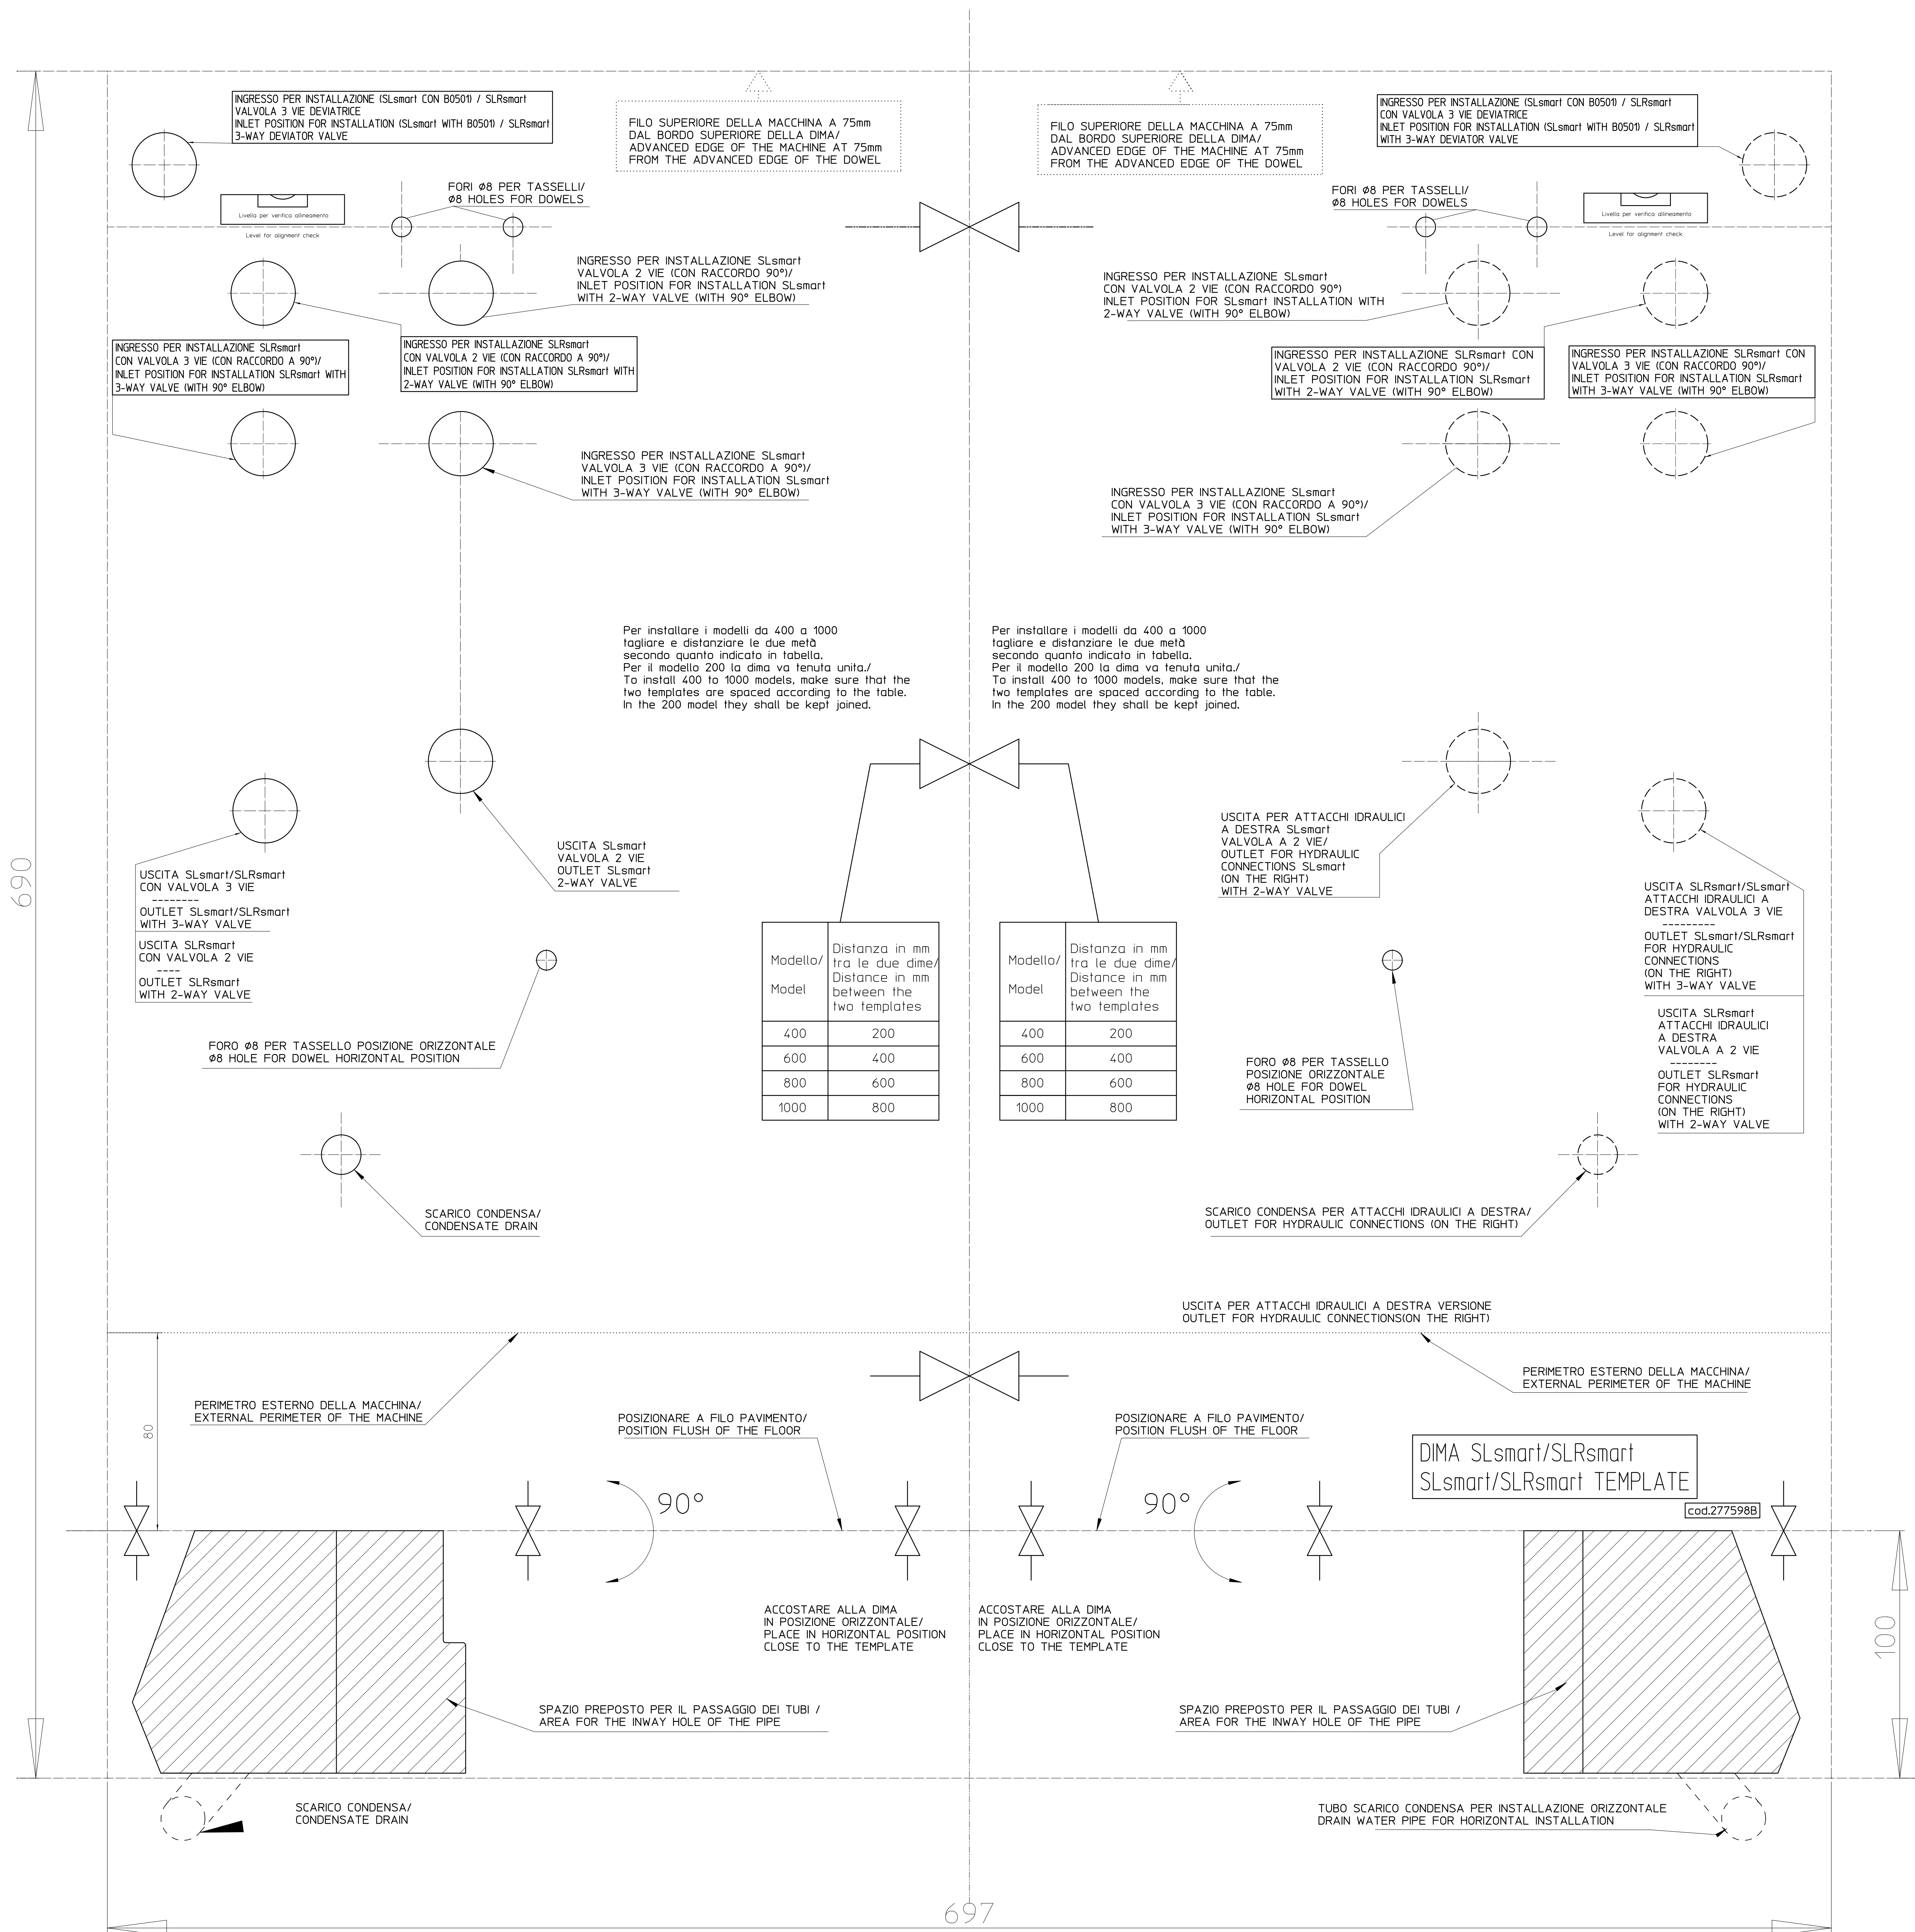 INGRESSO PER INSTALLAZIONE (SLsmart CON B0501) / SLRsmart
VALVOLA 3 VIE DEVIATRICE
INLET POSITION FOR INSTALLATION (SLsmart WITH B0501) / SLRsmart
3-WAY DEVIATOR VALVE
FILO SUPERIORE DELLA MACCHINA A 75mm
DAL BORDO SUPERIORE DELLA DIMA/
ADVANCED EDGE OF THE MACHINE AT 75mm
FROM THE ADVANCED EDGE OF THE DOWEL
FILO SUPERIORE DELLA MACCHINA A 75mm
DAL BORDO SUPERIORE DELLA DIMA/
ADVANCED EDGE OF THE MACHINE AT 75mm
FROM THE ADVANCED EDGE OF THE DOWEL
INGRESSO PER INSTALLAZIONE (SLsmart CON B0501) / SLRsmart
CON VALVOLA 3 VIE DEVIATRICE
INLET POSITION FOR INSTALLATION (SLsmart WITH B0501) / SLRsmart
WITH 3-WAY DEVIATOR VALVE
Livella per verifica allineamento
Level for alignment check
FORI ø8 PER TASSELLI/
ø8 HOLES FOR DOWELS
FORI ø8 PER TASSELLI/
ø8 HOLES FOR DOWELS
Livella per verifica allineamento
Level for alignment check
INGRESSO PER INSTALLAZIONE SLsmart
VALVOLA 2 VIE (CON RACCORDO 90°)/
INLET POSITION FOR INSTALLATION SLsmart
WITH 2-WAY VALVE (WITH 90° ELBOW)
INGRESSO PER INSTALLAZIONE SLsmart
CON VALVOLA 2 VIE (CON RACCORDO 90°)
INLET POSITION FOR SLsmart INSTALLATION WITH
2-WAY VALVE (WITH 90° ELBOW)
INGRESSO PER INSTALLAZIONE SLRsmart
CON VALVOLA 3 VIE (CON RACCORDO A 90°)/
INLET POSITION FOR INSTALLATION SLRsmart WITH
3-WAY VALVE (WITH 90° ELBOW)
INGRESSO PER INSTALLAZIONE SLRsmart
CON VALVOLA 2 VIE (CON RACCORDO A 90°)/
INLET POSITION FOR INSTALLATION SLRsmart WITH
2-WAY VALVE (WITH 90° ELBOW)
INGRESSO PER INSTALLAZIONE SLRsmart CON
VALVOLA 2 VIE (CON RACCORDO 90°)/
INLET POSITION FOR INSTALLATION SLRsmart
WITH 2-WAY VALVE (WITH 90° ELBOW)
INGRESSO PER INSTALLAZIONE SLRsmart CON
VALVOLA 3 VIE (CON RACCORDO 90°)/
INLET POSITION FOR INSTALLATION SLRsmart
WITH 3-WAY VALVE (WITH 90° ELBOW)
INGRESSO PER INSTALLAZIONE SLsmart
VALVOLA 3 VIE (CON RACCORDO A 90°)/
INLET POSITION FOR INSTALLATION SLsmart
WITH 3-WAY VALVE (WITH 90° ELBOW)
INGRESSO PER INSTALLAZIONE SLsmart
CON VALVOLA 3 VIE (CON RACCORDO A 90°)/
INLET POSITION FOR INSTALLATION SLsmart
WITH 3-WAY VALVE (WITH 90° ELBOW)
Per installare i modelli da 400 a 1000
tagliare e distanziare le due metà
secondo quanto indicato in tabella.
Per il modello 200 la dima va tenuta unita./
To install 400 to 1000 models, make sure that the
two templates are spaced according to the table.
In the 200 model they shall be kept joined.
Per installare i modelli da 400 a 1000
tagliare e distanziare le due metà
secondo quanto indicato in tabella.
Per il modello 200 la dima va tenuta unita./
To install 400 to 1000 models, make sure that the
two templates are spaced according to the table.
In the 200 model they shall be kept joined.
690
USCITA SLsmart/SLRsmart
CON VALVOLA 3 VIE
--------
OUTLET SLsmart/SLRsmart
WITH 3-WAY VALVE
USCITA SLRsmart
CON VALVOLA 2 VIE
----
OUTLET SLRsmart
WITH 2-WAY VALVE
USCITA SLsmart
VALVOLA 2 VIE
OUTLET SLsmart
2-WAY VALVE
USCITA PER ATTACCHI IDRAULICI
A DESTRA SLsmart
VALVOLA A 2 VIE/
OUTLET FOR HYDRAULIC
CONNECTIONS SLsmart
(ON THE RIGHT)
WITH 2-WAY VALVE
USCITA SLRsmart/SLsmart
ATTACCHI IDRAULICI A
DESTRA VALVOLA 3 VIE
---------
OUTLET SLsmart/SLRsmart
FOR HYDRAULIC
CONNECTIONS
(ON THE RIGHT)
WITH 3-WAY VALVE
USCITA SLRsmart
ATTACCHI IDRAULICI
A DESTRA
VALVOLA A 2 VIE
--------
OUTLET SLRsmart
FOR HYDRAULIC
CONNECTIONS
(ON THE RIGHT)
WITH 2-WAY VALVE
Modello/
Model
Distanza in mm
tra le due dime/
Distance in mm
between the
two templates
400 200
600 400
800 600
1000 800
Modello/
Model
Distanza in mm
tra le due dime/
Distance in mm
between the
two templates
400 200
600 400
800 600
1000 800
FORO ø8 PER TASSELLO POSIZIONE ORIZZONTALE
ø8 HOLE FOR DOWEL HORIZONTAL POSITION
FORO ø8 PER TASSELLO
POSIZIONE ORIZZONTALE
ø8 HOLE FOR DOWEL
HORIZONTAL POSITION
SCARICO CONDENSA/
CONDENSATE DRAIN
SCARICO CONDENSA PER ATTACCHI IDRAULICI A DESTRA/
OUTLET FOR HYDRAULIC CONNECTIONS (ON THE RIGHT)
USCITA PER ATTACCHI IDRAULICI A DESTRA VERSIONE
OUTLET FOR HYDRAULIC CONNECTIONS(ON THE RIGHT)
PERIMETRO ESTERNO DELLA MACCHINA/
EXTERNAL PERIMETER OF THE MACHINE
PERIMETRO ESTERNO DELLA MACCHINA/
EXTERNAL PERIMETER OF THE MACHINE
80
POSIZIONARE A FILO PAVIMENTO/
POSITION FLUSH OF THE FLOOR
POSIZIONARE A FILO PAVIMENTO/
POSITION FLUSH OF THE FLOOR
DIMA SLsmart/SLRsmart
SLsmart/SLRsmart TEMPLATE
cod.277598B
90°
90°
ACCOSTARE ALLA DIMA
IN POSIZIONE ORIZZONTALE/
PLACE IN HORIZONTAL POSITION
CLOSE TO THE TEMPLATE
ACCOSTARE ALLA DIMA
IN POSIZIONE ORIZZONTALE/
PLACE IN HORIZONTAL POSITION
CLOSE TO THE TEMPLATE
100
SPAZIO PREPOSTO PER IL PASSAGGIO DEI TUBI /
AREA FOR THE INWAY HOLE OF THE PIPE
SPAZIO PREPOSTO PER IL PASSAGGIO DEI TUBI /
AREA FOR THE INWAY HOLE OF THE PIPE
SCARICO CONDENSA/
CONDENSATE DRAIN
TUBO SCARICO CONDENSA PER INSTALLAZIONE ORIZZONTALE
DRAIN WATER PIPE FOR HORIZONTAL INSTALLATION
697